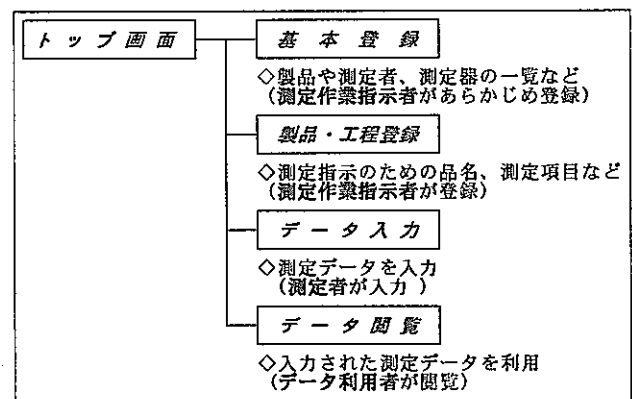 トップ画面
基本登録
◇製品や測定者、測定器の一覧など
(測定作業指示者があらかじめ登録)
製品・工程登録
◇測定指示のための品名、測定項目など
(測定作業指示者が登録)
データ入力
◇測定データを入力
(測定者が入力 )
データ閲覧
◇入力された測定データを利用
(データ利用者が閲覧)